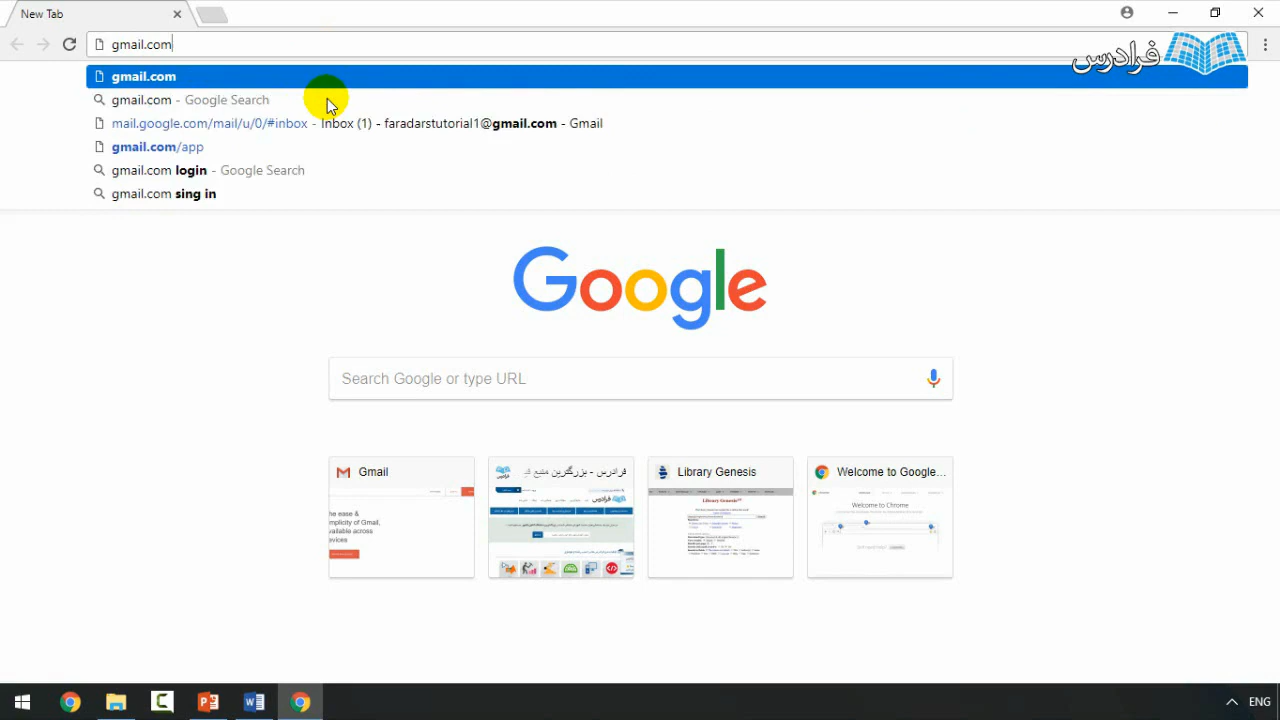 New Tab
gmail.com
فرادرس
gmail.com
gmail.com - Google Search
mail.google.com/mail/u/0/#inbox - Inbox (1) - faradarstutorial1@gmail.com - Gmail
gmail.com/app
gmail.com login - Google Search
gmail.com sing in
Google
Search Google or type URL
Gmail
فرادرس - بزرگترین منبع
Library Genesis
Welcome to Google...
he ease &
mplicity of Gmail,
vailable across
evices
فرادرس
Library Genesis
Welcome to Chrome
ENG